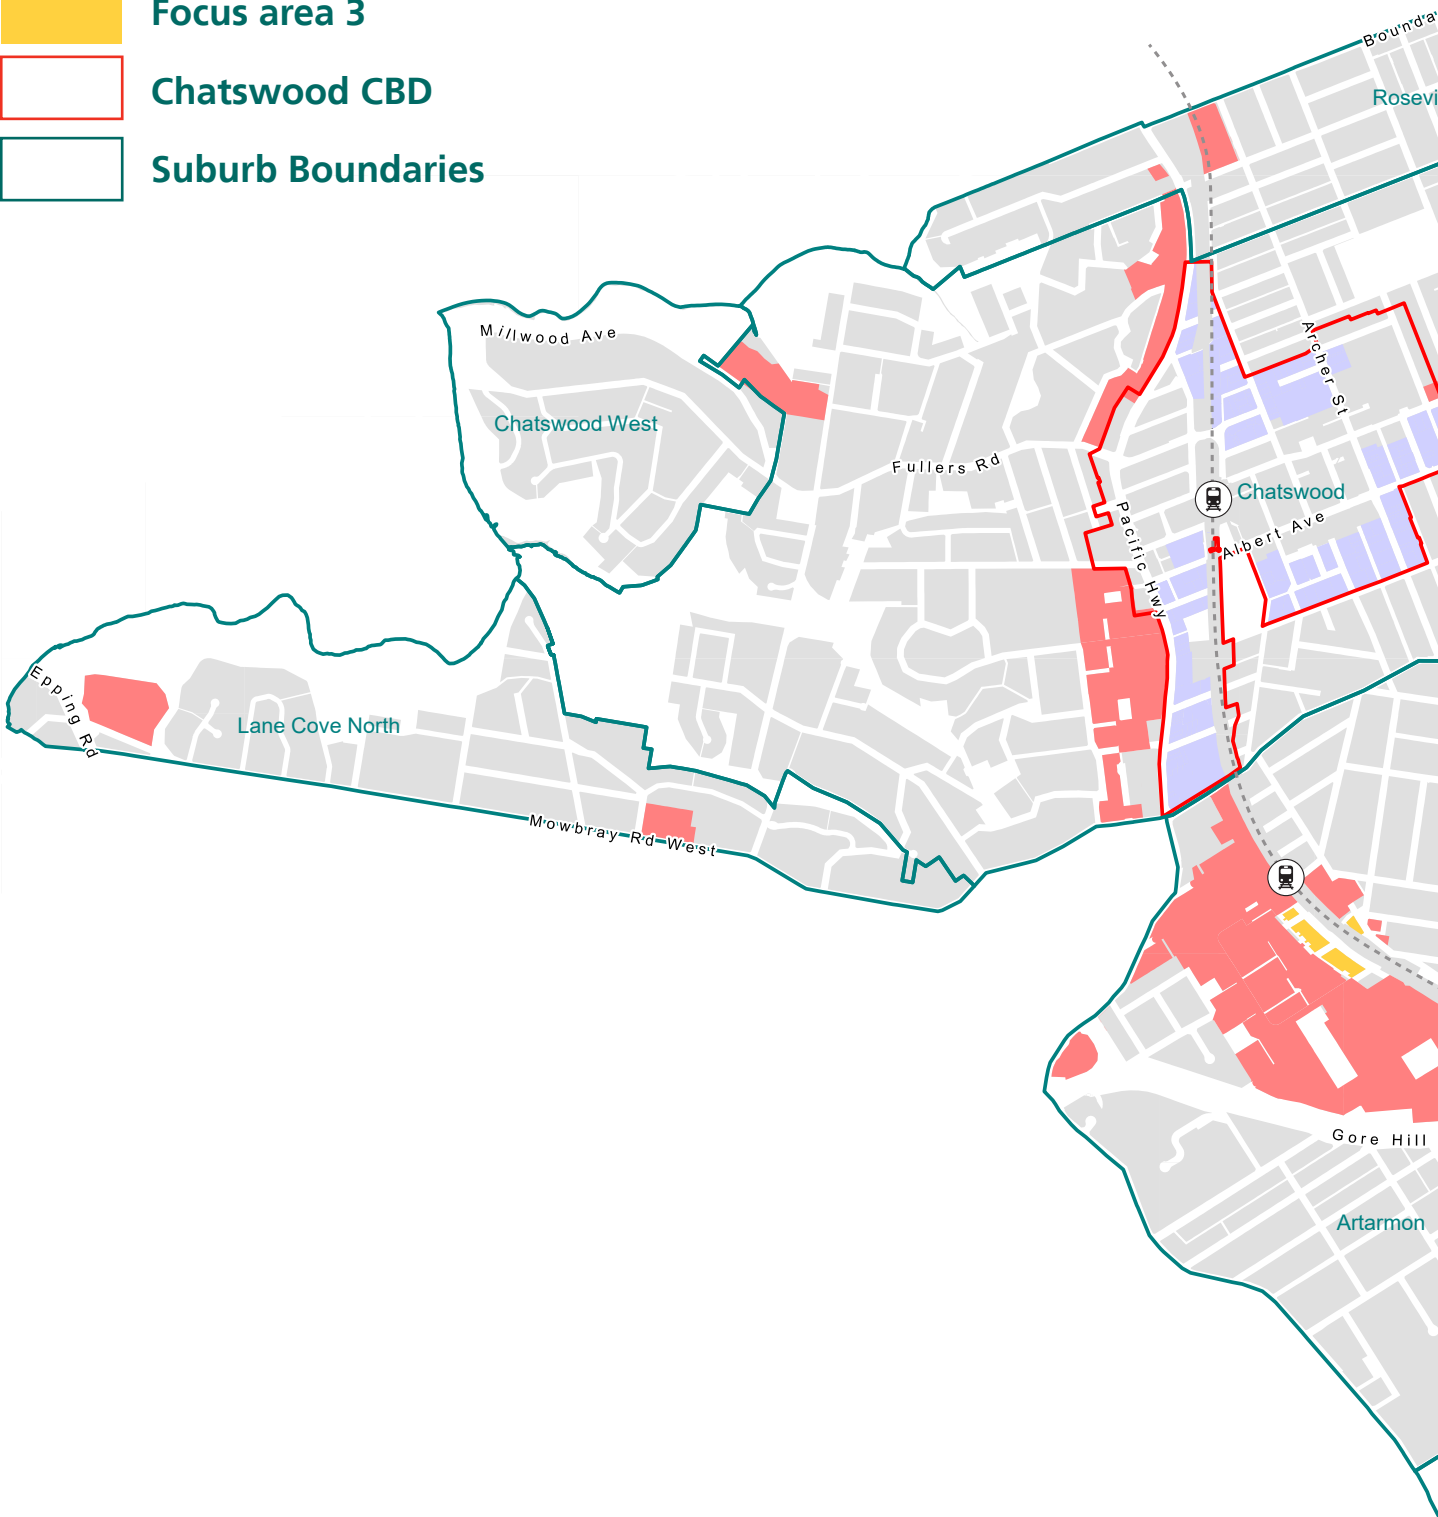 Focus area 3
Chatswood CBD
Suburb Boundaries
Millwood Ave
Chatswood West
Fullers Rd
Archer St
Chatswood
Albert Ave
Pacific Hwy
Epping Rd
Lane Cove North
Mowbray Rd West
Gore Hill
Artarmon